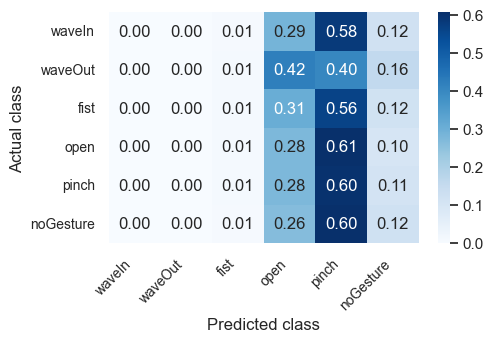 Actual class
waveIn 0.00 0.00 0.01 0.29 0.58 0.12
waveOut 0.00 0.00 0.01 0.42 0.40 0.16
fist 0.00 0.00 0.01 0.31 0.56 0.12
open 0.00 0.00 0.01 0.28 0.61 0.10
pinch 0.00 0.00 0.01 0.28 0.60 0.11
noGesture 0.00 0.00 0.01 0.26 0.60 0.12
waveIn waveOut fist open pinch noGesture
Predicted class
0.6
0.5
0.4
0.3
0.2
0.1
0.0